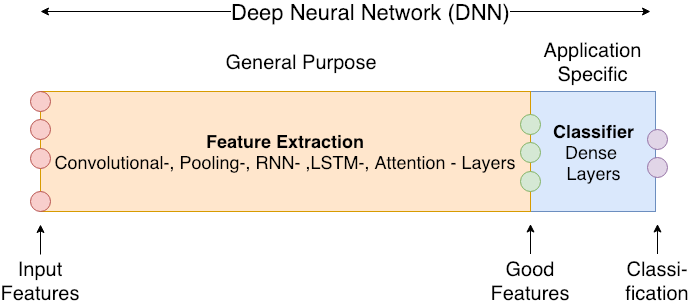 Deep Neural Network (DNN)
General Purpose
Application
Specific
Feature Extraction
Convolutional-, Pooling-, RNN- ,LSTM-, Attention - Layers
Classifier
Dense
Layers
Input
Features
Good
Features
Classi-
fication